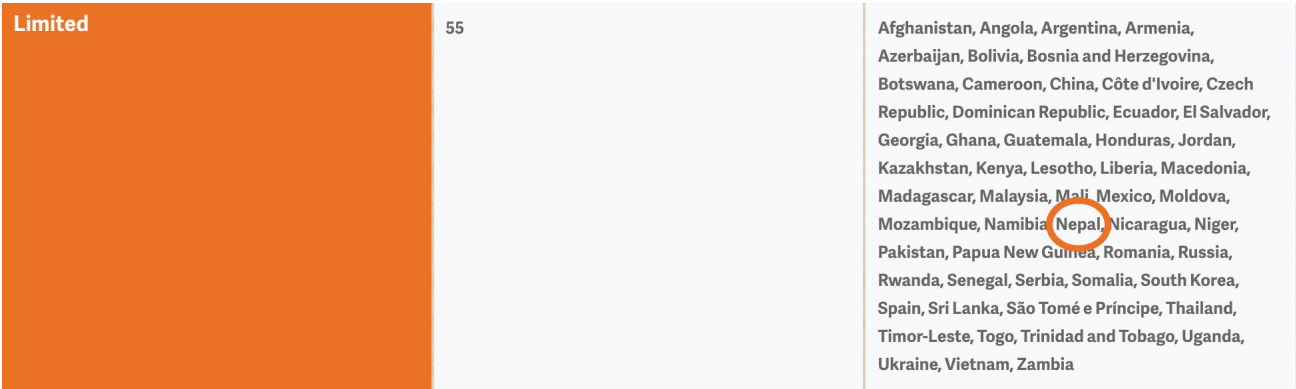 Limited
55
Afghanistan, Angola, Argentina, Armenia,
Azerbaijan, Bolivia, Bosnia and Herzegovina,
Botswana, Cameroon, China, Côte d'Ivoire, Czech
Republic, Dominican Republic, Ecuador, El Salvador,
Georgia, Ghana, Guatemala, Honduras, Jordan,
Kazakhstan, Kenya, Lesotho, Liberia, Macedonia,
Madagascar, Malaysia, Mali, Mexico, Moldova,
Mozambique, Namibia, Nepal, Nicaragua, Niger,
Pakistan, Papua New Guinea, Romania, Russia,
Rwanda, Senegal, Serbia, Somalia, South Korea,
Spain, Sri Lanka, São Tomé e Príncipe, Thailand,
Timor-Leste, Togo, Trinidad and Tobago, Uganda,
Ukraine, Vietnam, Zambia